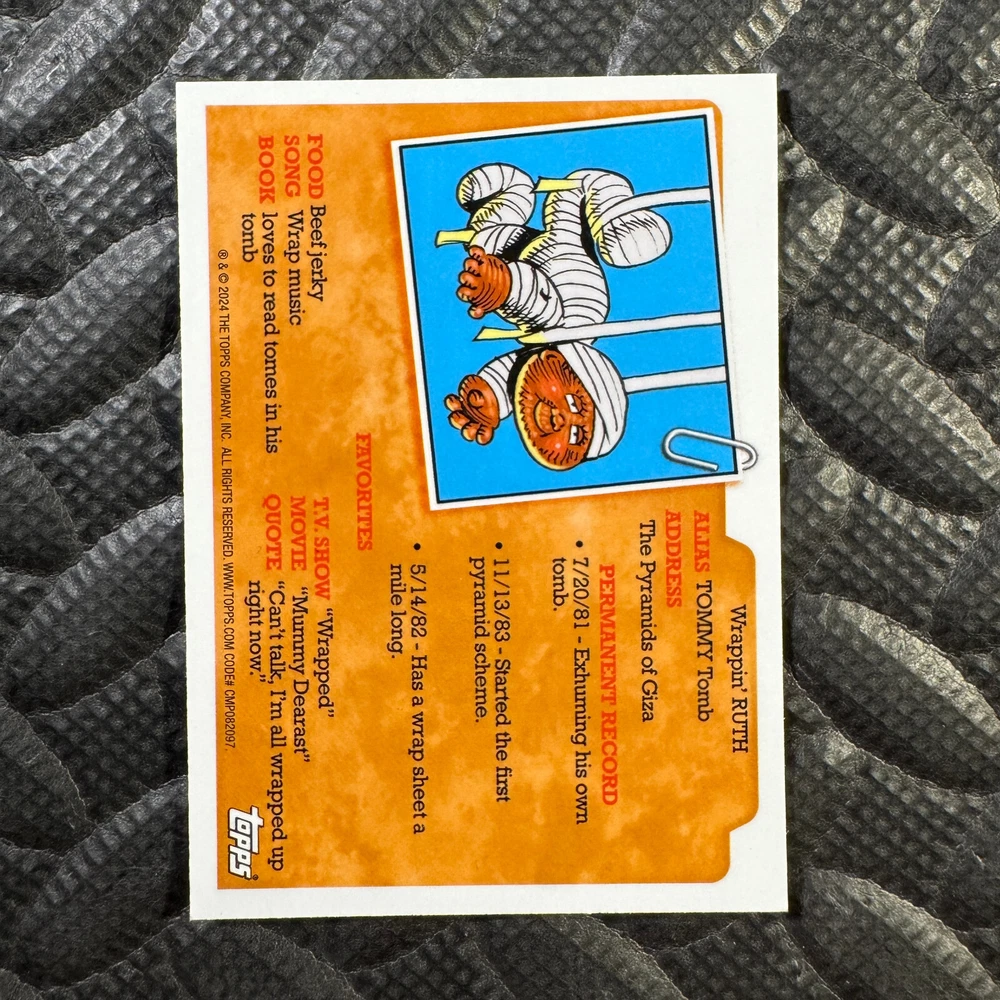 Wrappin' RUTH
ALIAS TOMMY Tomb
ADDRESS
The Pyramids of Giza
PERMANENT RECORD
• 7/20/81 - Exhuming his own
tomb.
• 11/13/83 - Started the first
pyramid scheme.
• 5/14/82 - Has a wrap sheet a
mile long.
FAVORITES
FOOD Beef jerky
SONG Wrap music
BOOK loves to read tomes in his
tomb
T.V. SHOW "Wrapped"
MOVIE "Mummy Dearast"
QUOTE "Can't talk, I'm all wrapped up
right now."
® & © 2024 THE TOPPS COMPANY, INC. ALL RIGHTS RESERVED. WWW.TOPPS.COM CODE# CMP082097.
topps®